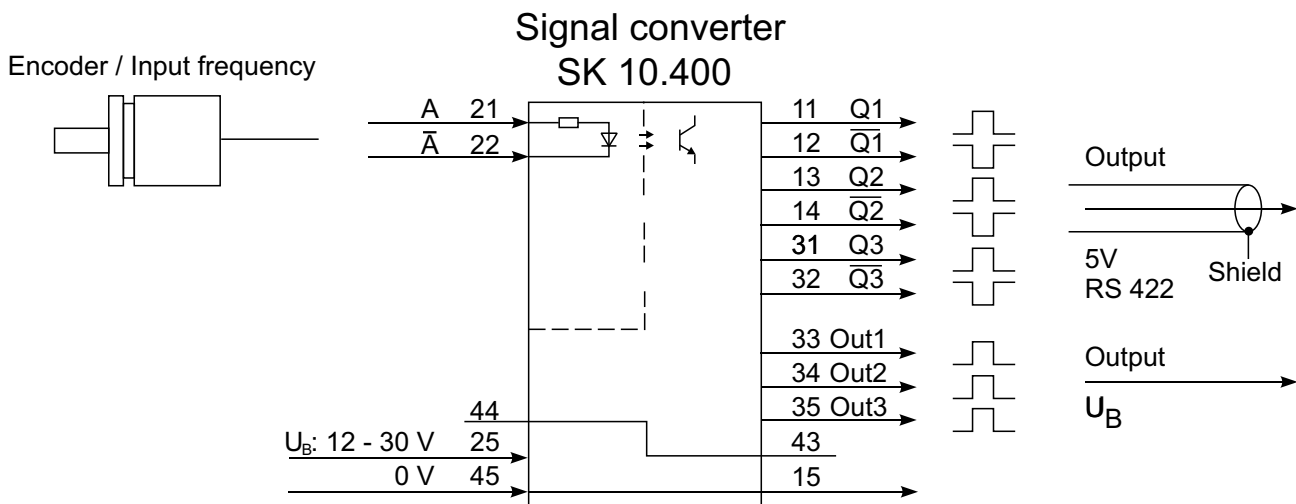 Signal converter
SK 10.400
Encoder / Input frequency
A 21
A̅ 22
11 Q1
12 Q̅1̅
13 Q2
14 Q̅2̅
31 Q3
32 Q̅3̅
Output
5V
RS 422
Shield
33 Out1
34 Out2
35 Out3
Output
UB
44
UB: 12 - 30 V 25
43
0 V 45
15